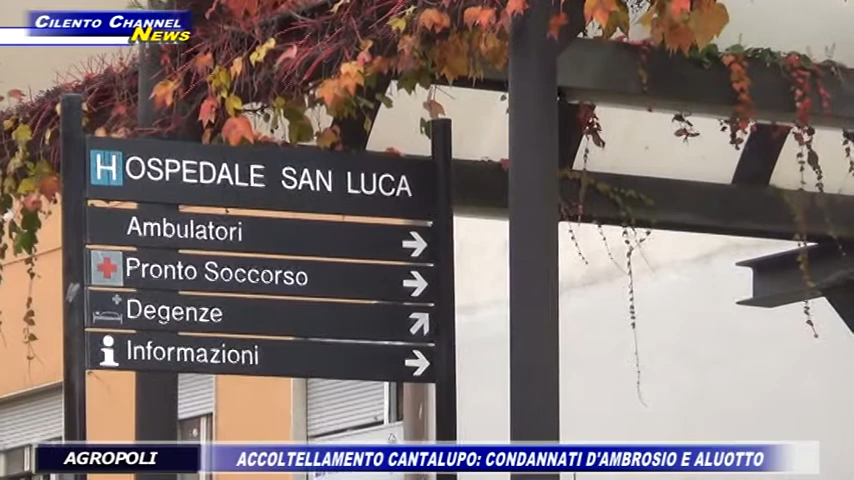 CILENTO CHANNEL
NEWS
HOSPEDALE SAN LUCA
Ambulatori
Pronto Soccorso
Degenze
Informazioni
AGROPOLI
ACCOLTELLAMENTO CANTALUPO: CONDANNATI D'AMBROSIO E ALUOTTO